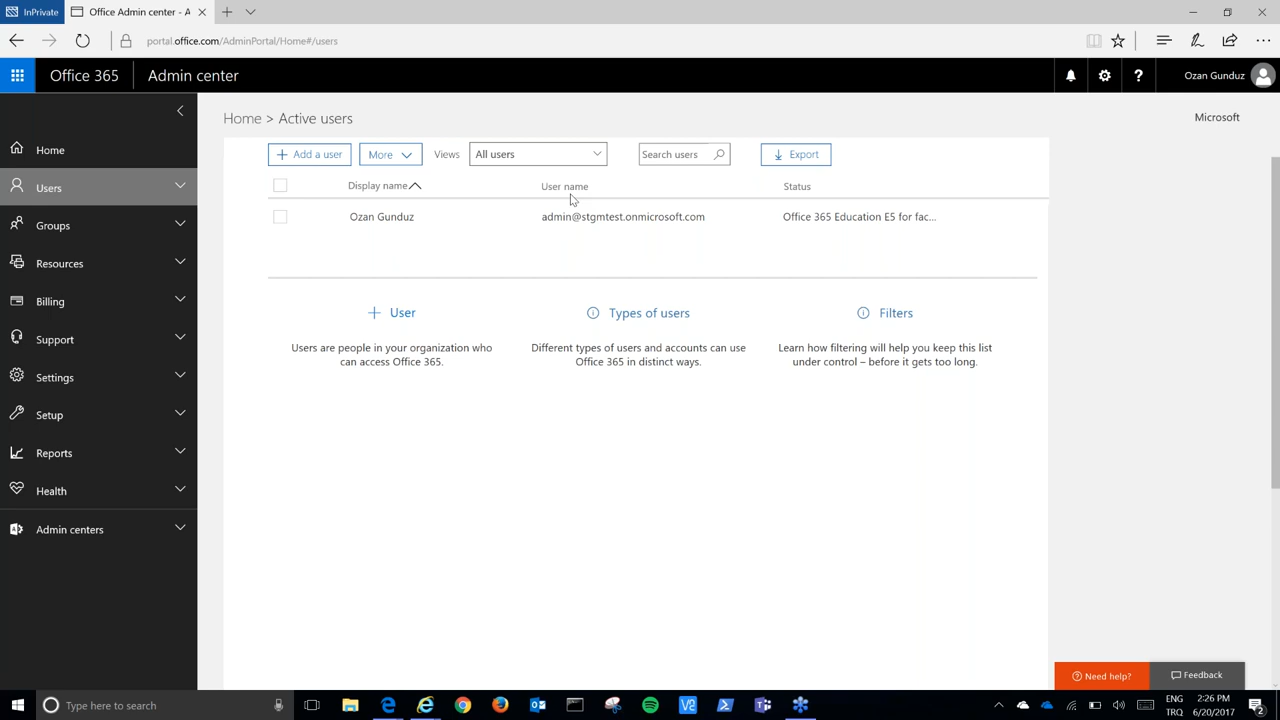 InPrivate
Office Admin center - A
portal.office.com/AdminPortal/Home#/users
Office 365
Admin center
Ozan Gunduz
Home > Active users
Microsoft
Home
Users
Groups
Resources
Billing
Support
Settings
Setup
Reports
Health
Admin centers
Add a user
More
Views
All users
Search users
Export
Display name
User name
Status
Ozan Gunduz
admin@stgmtest.onmicrosoft.com
Office 365 Education E5 for fac...
User
Users are people in your organization who
can access Office 365.
Types of users
Different types of users and accounts can use
Office 365 in distinct ways.
Filters
Learn how filtering will help you keep this list
under control – before it gets too long.
Need help?
Feedback
Type here to search
ENG
TRQ
2:26 PM
6/20/2017
2